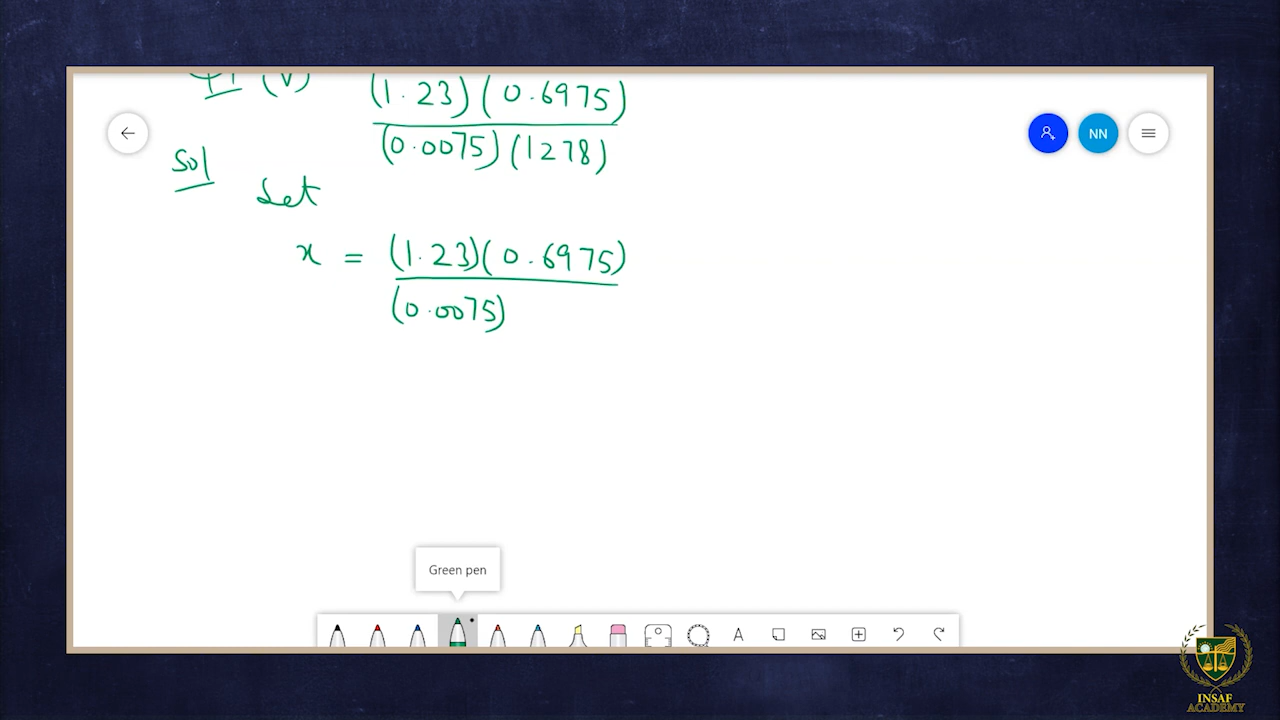 (V) (1.23)(0.6975)
(0.0075)(1278)
Sol
Let
x = (1.23)(0.6975)
(0.0075)
NN
Green pen
A
INSAF
ACADEMY